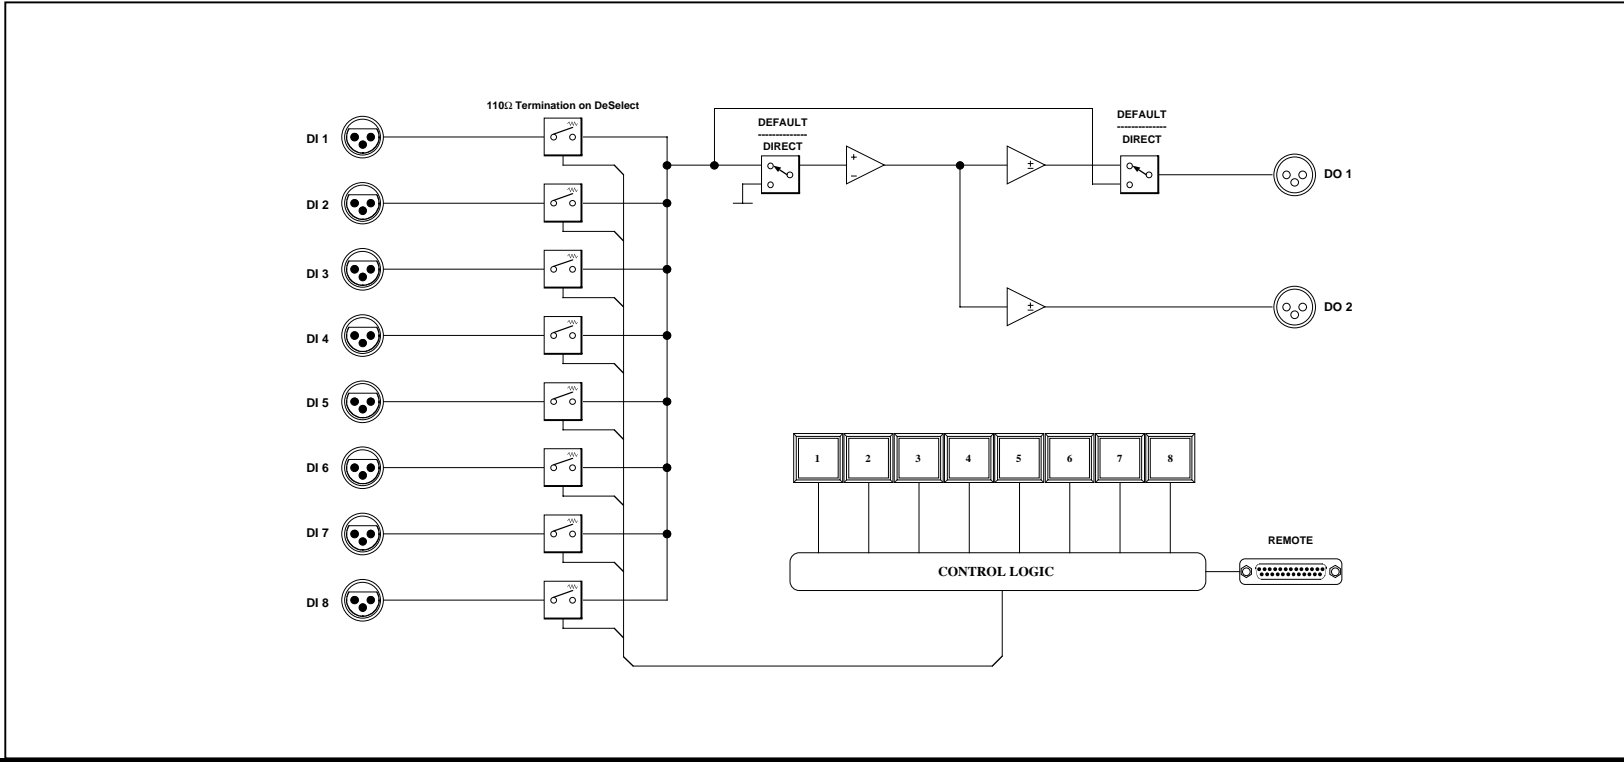 110Ω Termination on DeSelect
DEFAULT
--------------
DIRECT
DEFAULT
--------------
DIRECT
DI 1
DI 2
DI 3
DI 4
DI 5
DI 6
DI 7
DI 8
+
−
±
±
DO 1
DO 2
1 2 3 4 5 6 7 8
CONTROL LOGIC
REMOTE